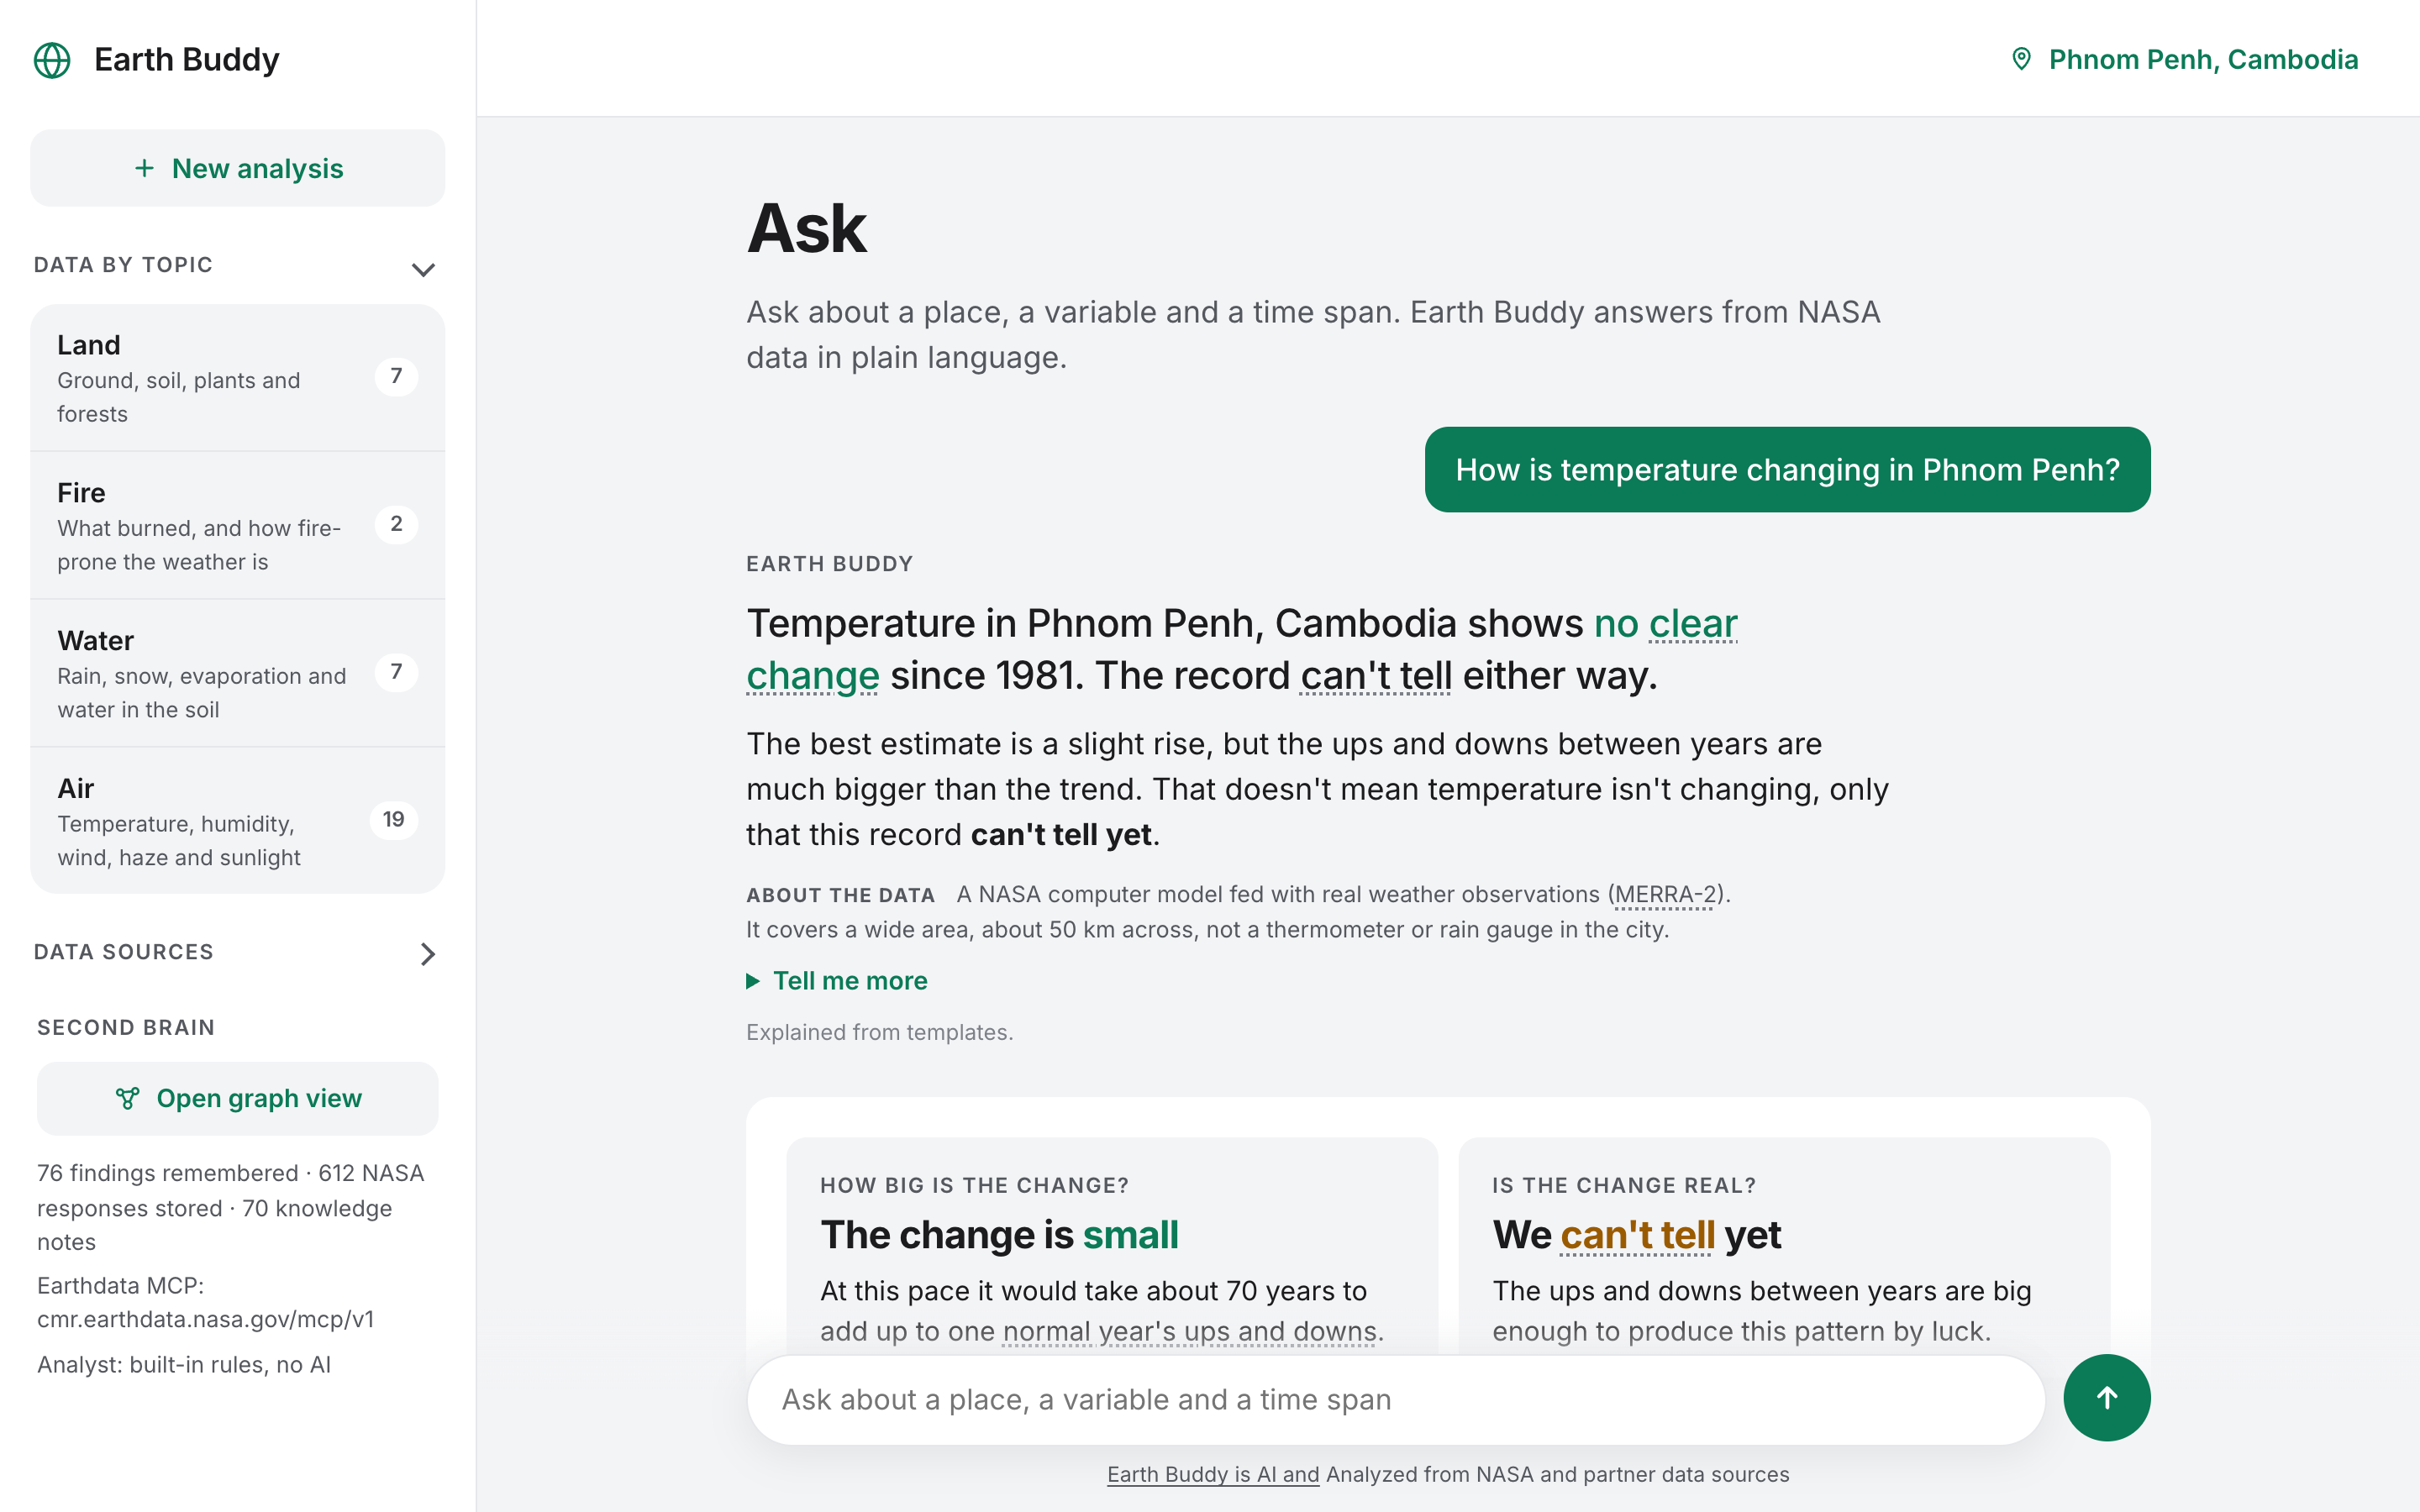 Earth Buddy
Phnom Penh, Cambodia
+ New analysis
DATA BY TOPIC
Land
Ground, soil, plants and
forests
7
Fire
What burned, and how fire-
prone the weather is
2
Water
Rain, snow, evaporation and
water in the soil
7
Air
Temperature, humidity,
wind, haze and sunlight
19
DATA SOURCES
SECOND BRAIN
Open graph view
76 findings remembered · 612 NASA
responses stored · 70 knowledge
notes
Earthdata MCP:
cmr.earthdata.nasa.gov/mcp/v1
Analyst: built-in rules, no AI
Ask
Ask about a place, a variable and a time span. Earth Buddy answers from NASA
data in plain language.
How is temperature changing in Phnom Penh?
EARTH BUDDY
Temperature in Phnom Penh, Cambodia shows no clear
change since 1981. The record can't tell either way.
The best estimate is a slight rise, but the ups and downs between years are
much bigger than the trend. That doesn't mean temperature isn't changing, only
that this record can't tell yet.
ABOUT THE DATA A NASA computer model fed with real weather observations (MERRA-2).
It covers a wide area, about 50 km across, not a thermometer or rain gauge in the city.
Tell me more
Explained from templates.
HOW BIG IS THE CHANGE?
The change is small
At this pace it would take about 70 years to
add up to one normal year's ups and downs.
IS THE CHANGE REAL?
We can't tell yet
The ups and downs between years are big
enough to produce this pattern by luck.
Ask about a place, a variable and a time span
Earth Buddy is AI and Analyzed from NASA and partner data sources